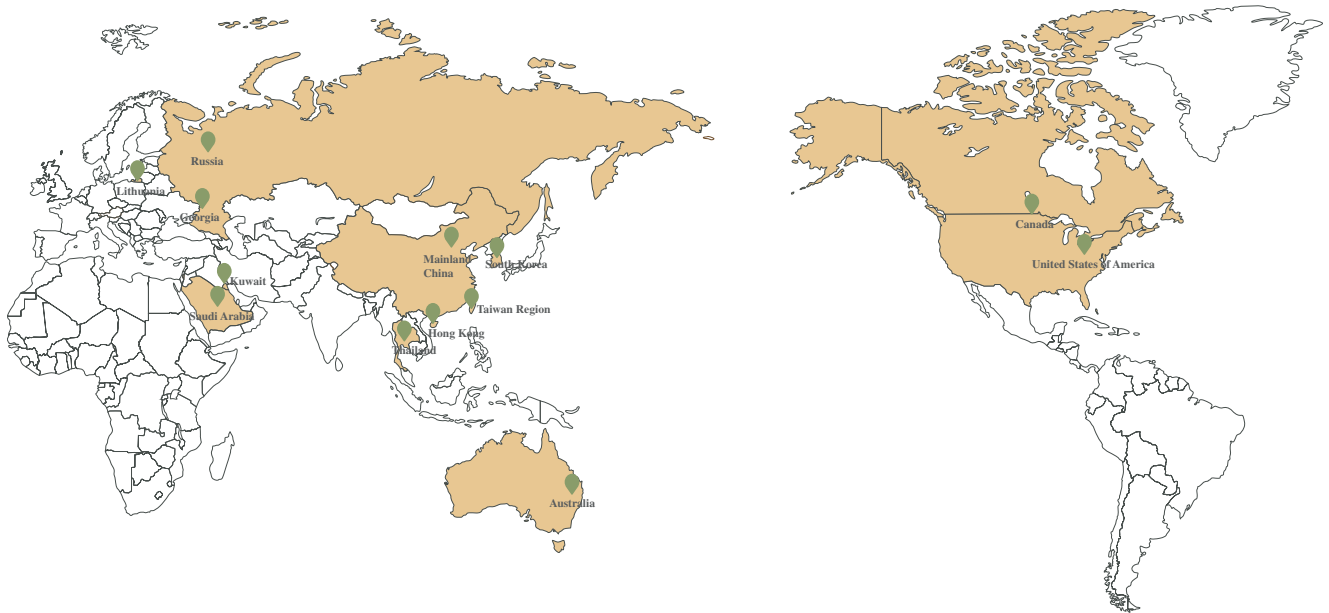 Russia
Lithuania
Georgia
Canada
Mainland
China
South Korea
United States of America
Kuwait
Saudi Arabia
Taiwan Region
Hong Kong
Thailand
Australia